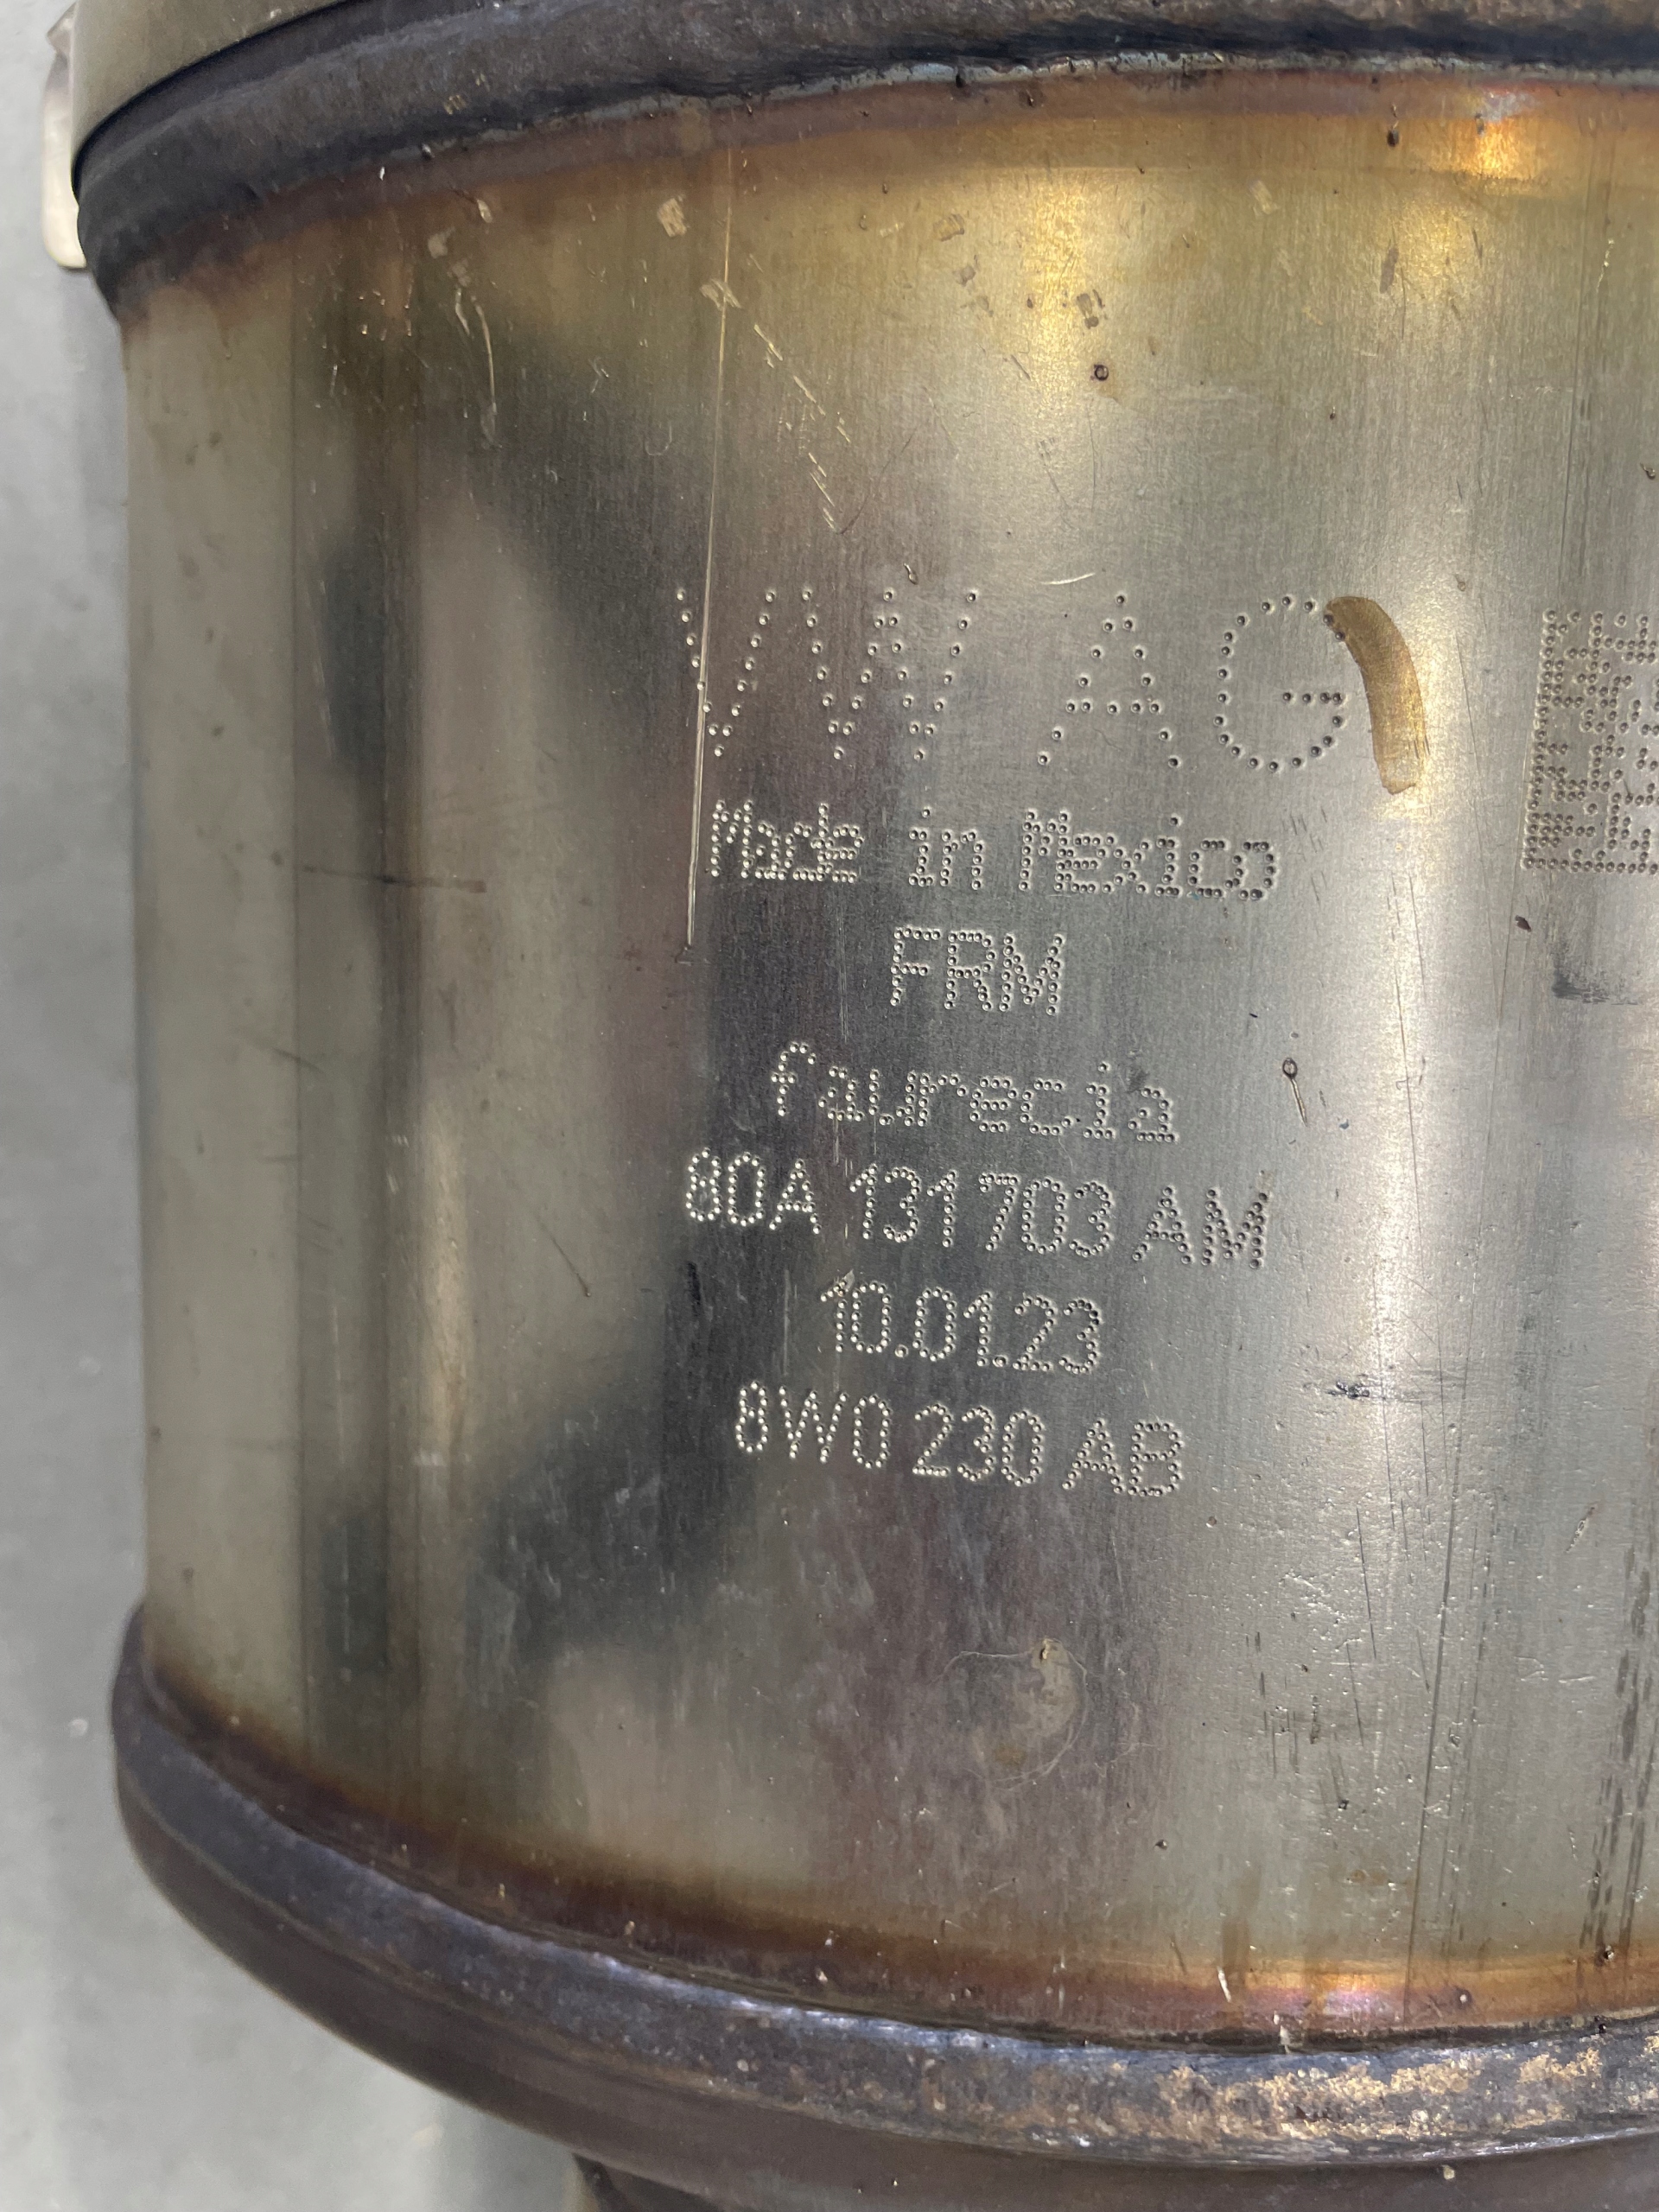 VW AG
Made in Mexico
FRM
faurecia
80A 131 703 AM
10.01.23
8W0 230 AB